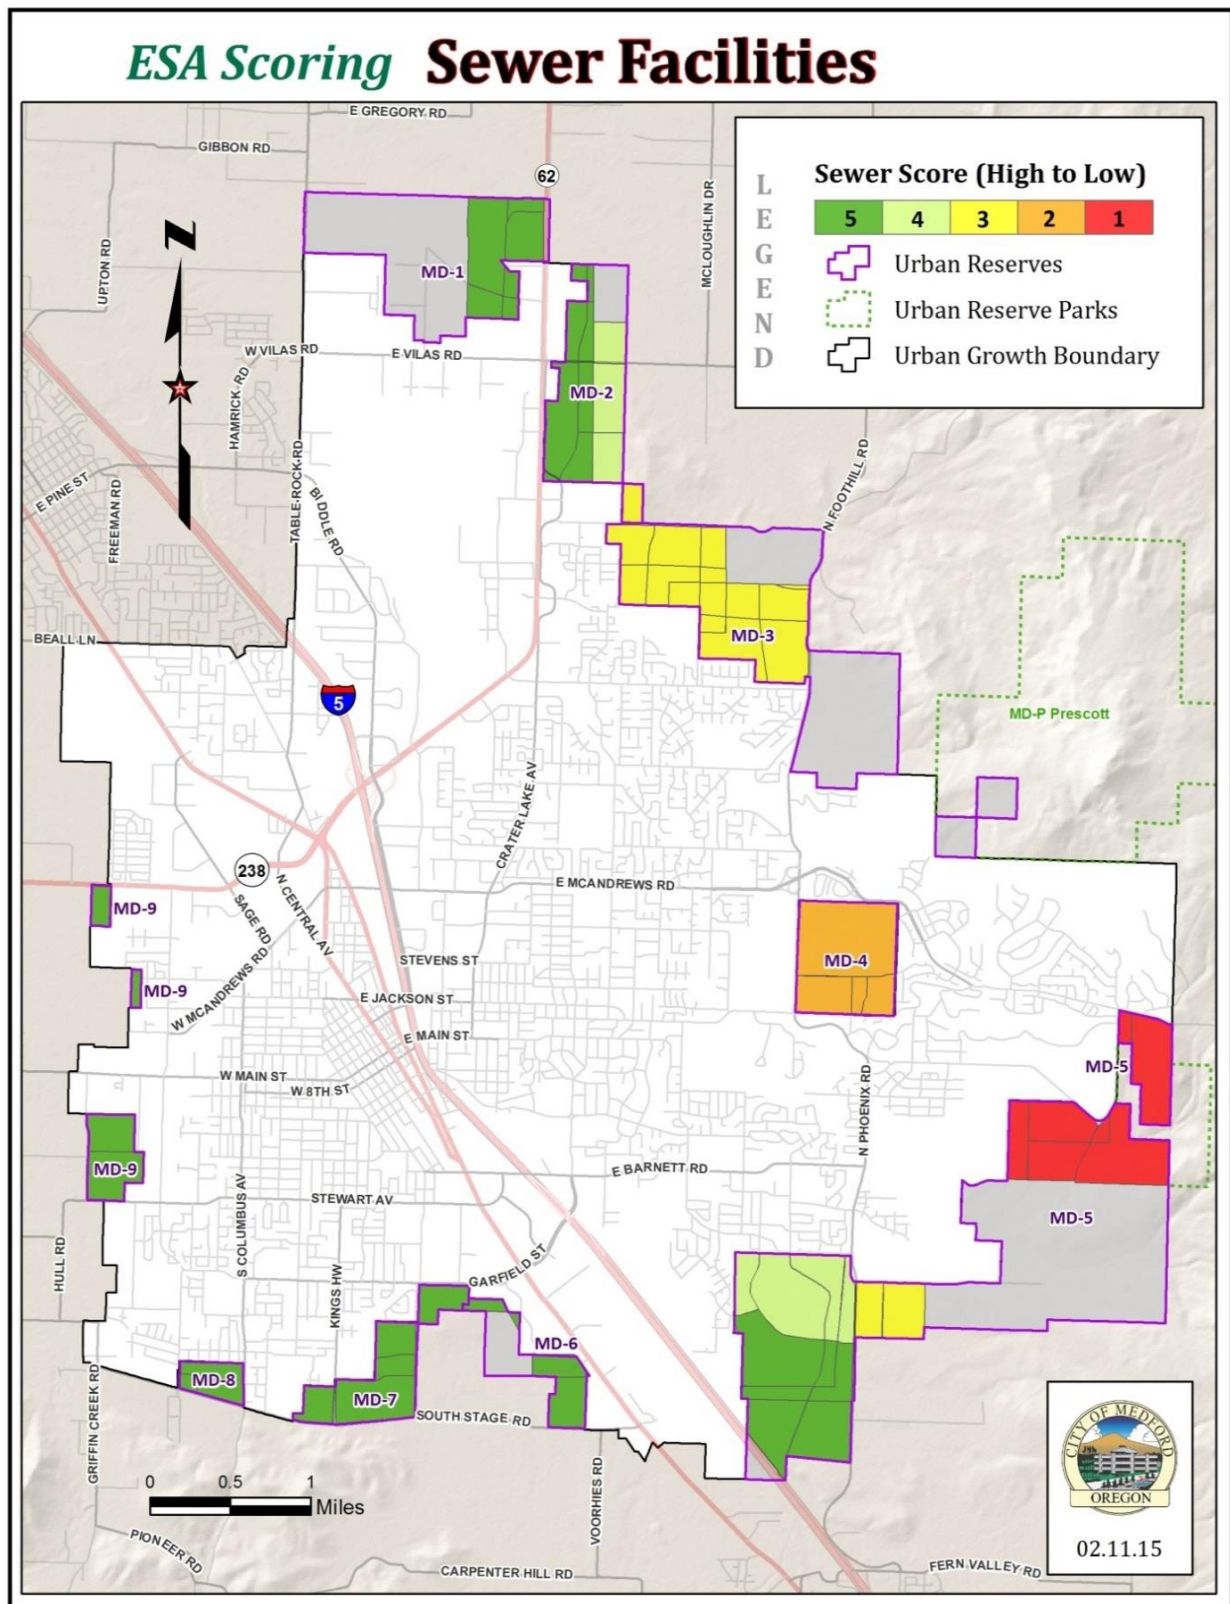 ESA Scoring Sewer Facilities
E GREGORY RD
GIBBON RD
62
UPTON RD
MCLOUGHLIN DR
LEGEND
Sewer Score (High to Low)
5 4 3 2 1
Urban Reserves
Urban Reserve Parks
Urban Growth Boundary
N
MD-1
W VILAS RD
E VILAS RD
HAMRICK RD
MD-2
TABLE ROCK RD
BIDDLE RD
E PINE ST
FREEMAN RD
N FOOTHILL RD
BEALL LN
MD-3
5
MD-P Prescott
CRATER LAKE AV
238
E MCANDREWS RD
N CENTRAL AV
SAGE RD
MD-9
STEVENS ST
MD-4
MD-9
W MCANDREWS RD
E JACKSON ST
E MAIN ST
W MAIN ST
W 8TH ST
MD-5
N PHOENIX RD
MD-9
E BARNETT RD
STEWART AV
S COLUMBUS AV
MD-5
HULL RD
KINGS HW
GARFIELD ST
MD-6
MD-8
MD-7
GRIFFIN CREEK RD
SOUTH STAGE RD
0 0.5 1
Miles
VOORHIES RD
PIONEER RD
CARPENTER HILL RD
FERN VALLEY RD
CITY OF MEDFORD
OREGON
02.11.15